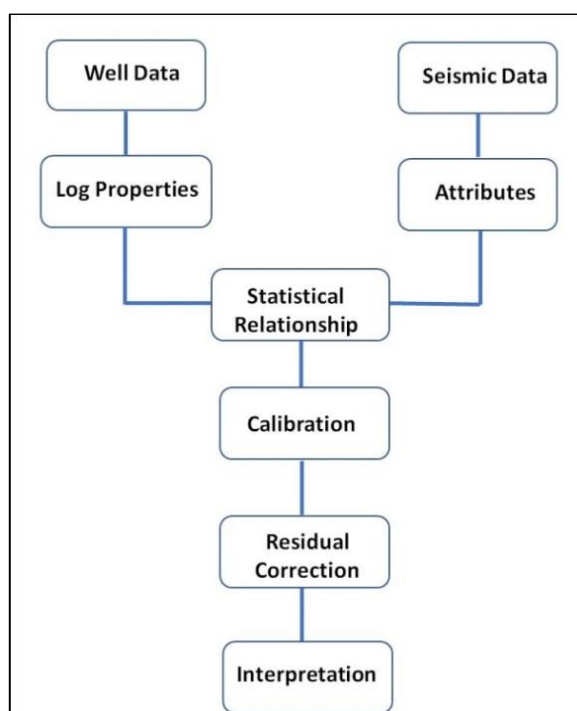 Well Data
Seismic Data
Log Properties
Attributes
Statistical
Relationship
Calibration
Residual
Correction
Interpretation